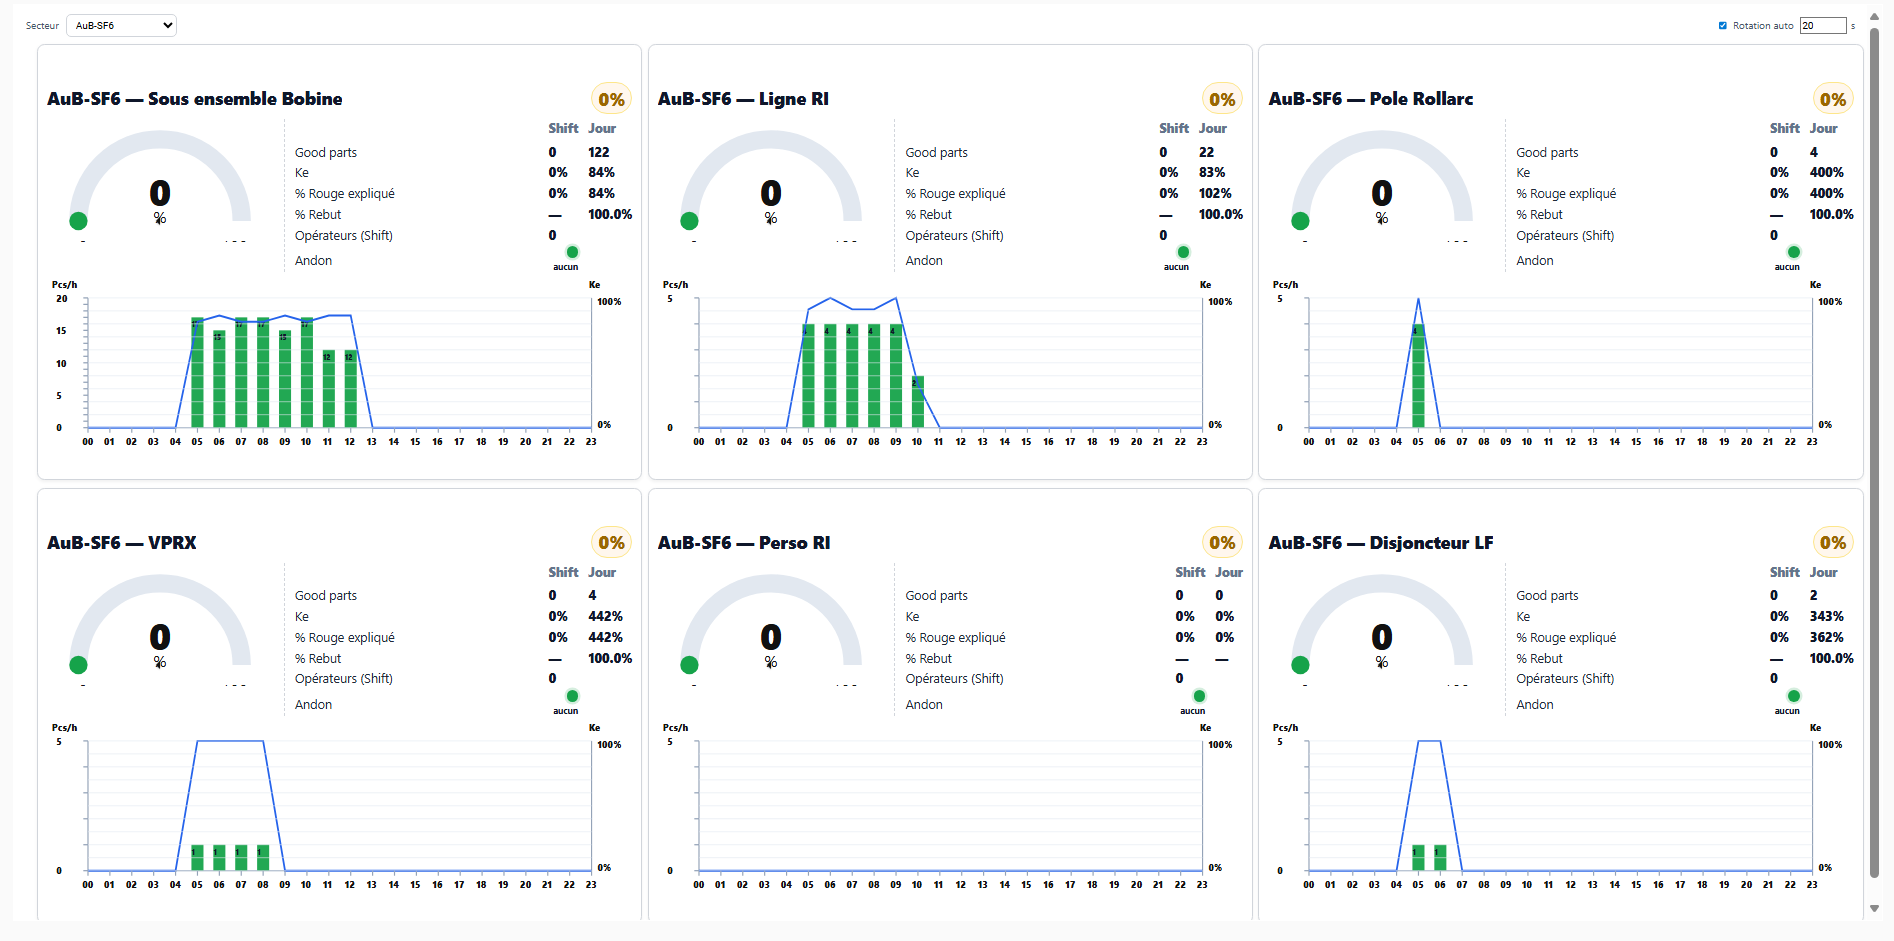 Secteur AuB-SF6 Rotation auto 20 s
AuB-SF6 — Sous ensemble Bobine 0%
Shift Jour
Good parts 0 122
Ke 0% 84%
% Rouge expliqué 0% 84%
% Rebut — 100.0%
Opérateurs (Shift) 0
Andon
aucun
0
%
Pcs/h Ke
20 100%
15
10
5
0 0%
17 15 17 17 15 17 12 12
00 01 02 03 04 05 06 07 08 09 10 11 12 13 14 15 16 17 18 19 20 21 22 23
AuB-SF6 — Ligne RI 0%
Shift Jour
Good parts 0 22
Ke 0% 83%
% Rouge expliqué 0% 102%
% Rebut — 100.0%
Opérateurs (Shift) 0
Andon
aucun
0
%
Pcs/h Ke
5 100%
0 0%
4 4 4 4 4 2
00 01 02 03 04 05 06 07 08 09 10 11 12 13 14 15 16 17 18 19 20 21 22 23
AuB-SF6 — Pole Rollarc 0%
Shift Jour
Good parts 0 4
Ke 0% 400%
% Rouge expliqué 0% 400%
% Rebut — 100.0%
Opérateurs (Shift) 0
Andon
aucun
0
%
Pcs/h Ke
5 100%
0 0%
4
00 01 02 03 04 05 06 07 08 09 10 11 12 13 14 15 16 17 18 19 20 21 22 23
AuB-SF6 — VPRX 0%
Shift Jour
Good parts 0 4
Ke 0% 442%
% Rouge expliqué 0% 442%
% Rebut — 100.0%
Opérateurs (Shift) 0
Andon
aucun
0
%
Pcs/h Ke
5 100%
0 0%
1 1 1 1
00 01 02 03 04 05 06 07 08 09 10 11 12 13 14 15 16 17 18 19 20 21 22 23
AuB-SF6 — Perso RI 0%
Shift Jour
Good parts 0 0
Ke 0% 0%
% Rouge expliqué 0% 0%
% Rebut — —
Opérateurs (Shift) 0
Andon
aucun
0
%
Pcs/h Ke
5 100%
0 0%
00 01 02 03 04 05 06 07 08 09 10 11 12 13 14 15 16 17 18 19 20 21 22 23
AuB-SF6 — Disjoncteur LF 0%
Shift Jour
Good parts 0 2
Ke 0% 343%
% Rouge expliqué 0% 362%
% Rebut — 100.0%
Opérateurs (Shift) 0
Andon
aucun
0
%
Pcs/h Ke
5 100%
0 0%
1 1
00 01 02 03 04 05 06 07 08 09 10 11 12 13 14 15 16 17 18 19 20 21 22 23